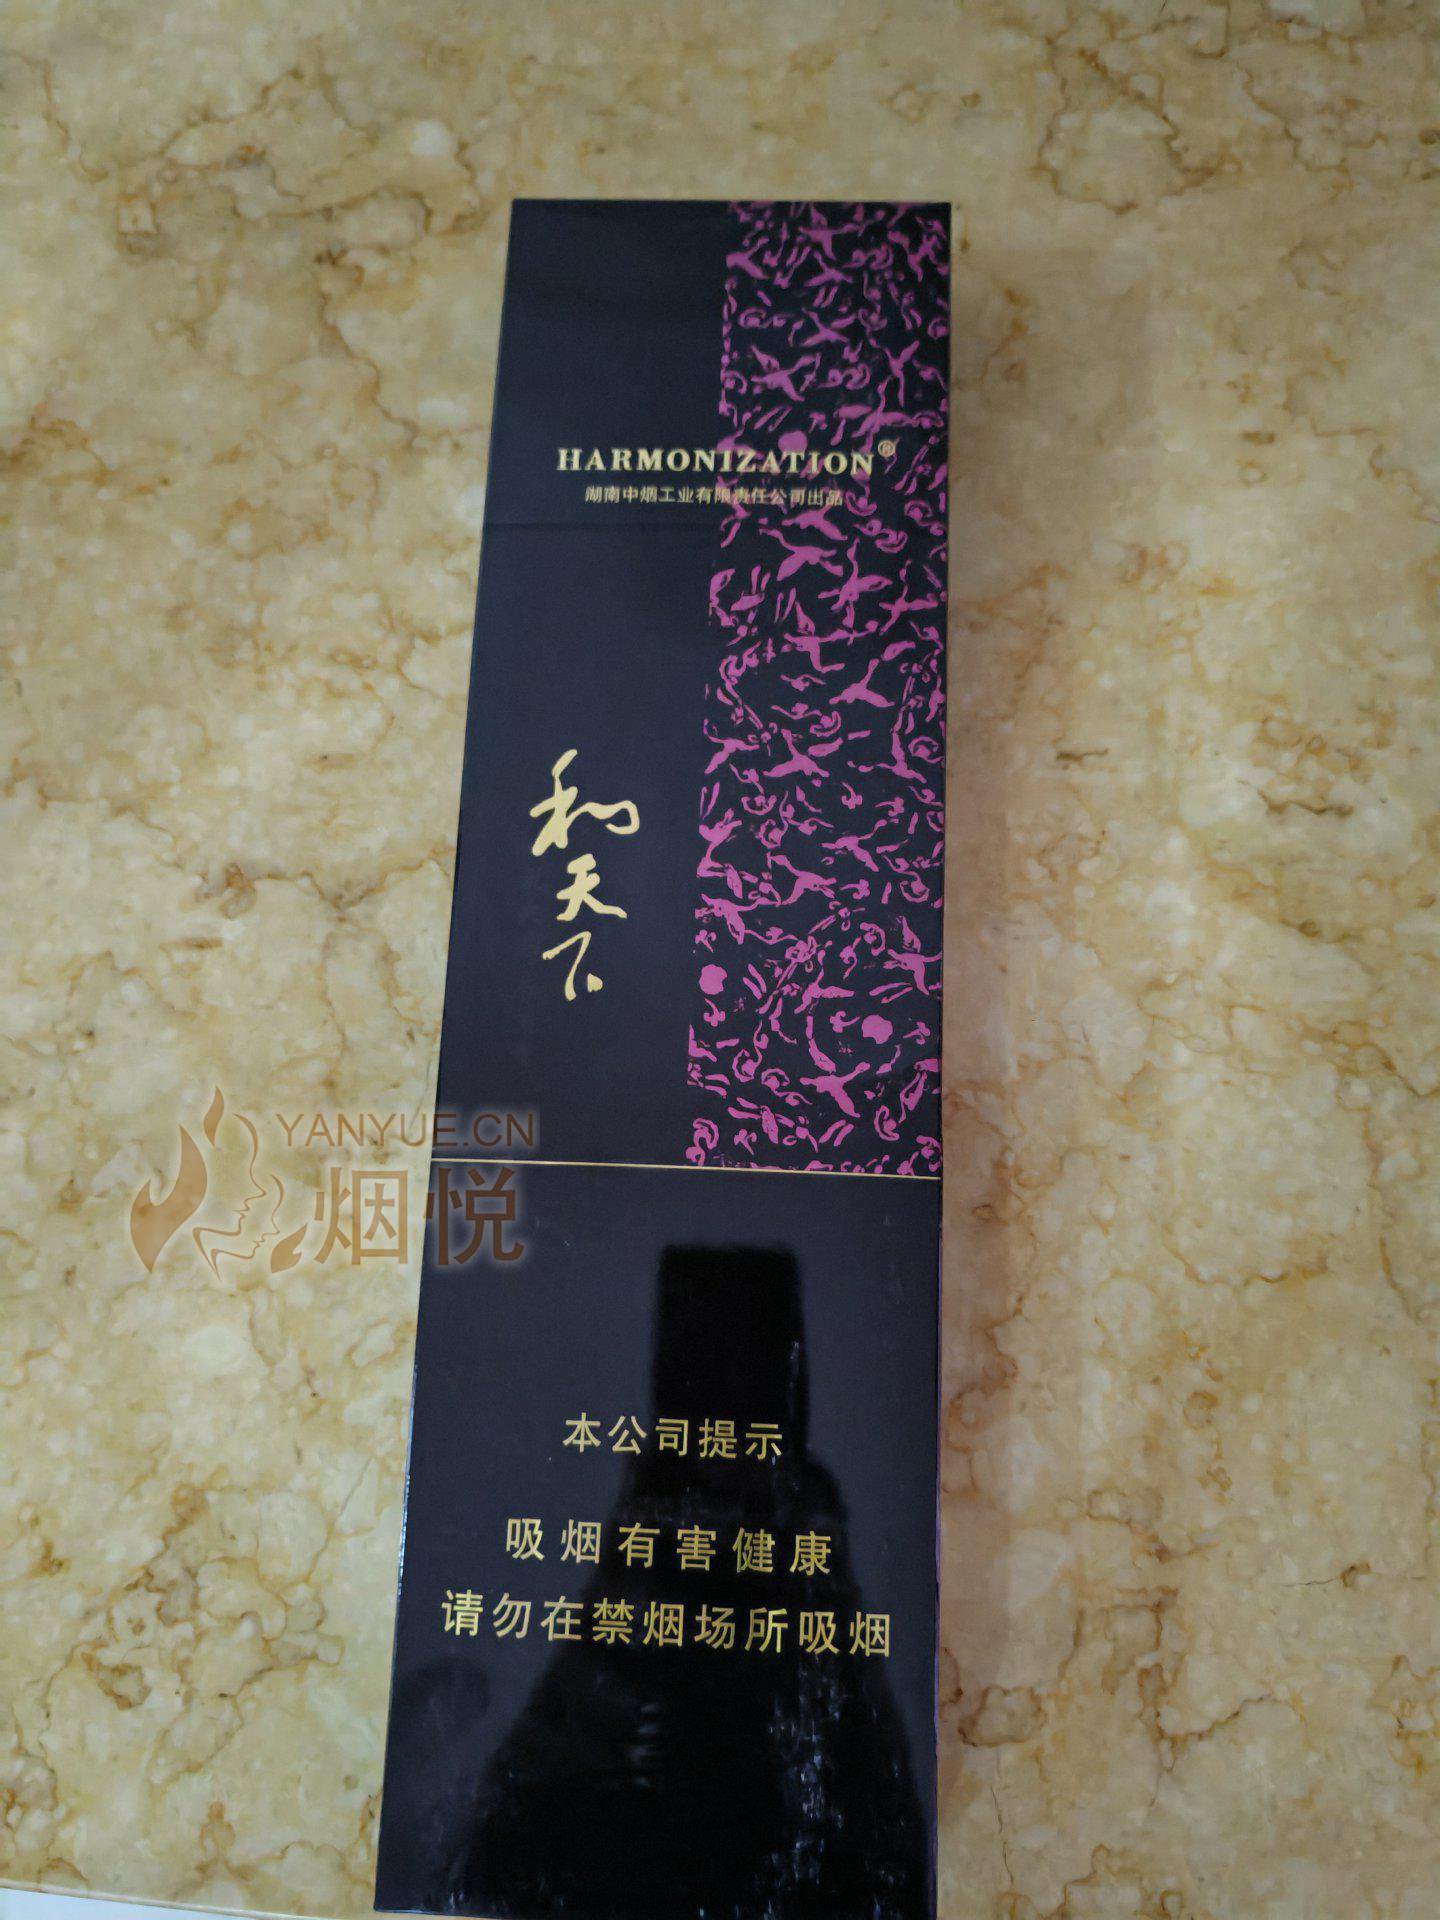 HARMONIZATION®
湖南中烟工业有限责任公司出品
和天下
YANYUE.CN
烟悦
本公司提示
吸烟有害健康
请勿在禁烟场所吸烟